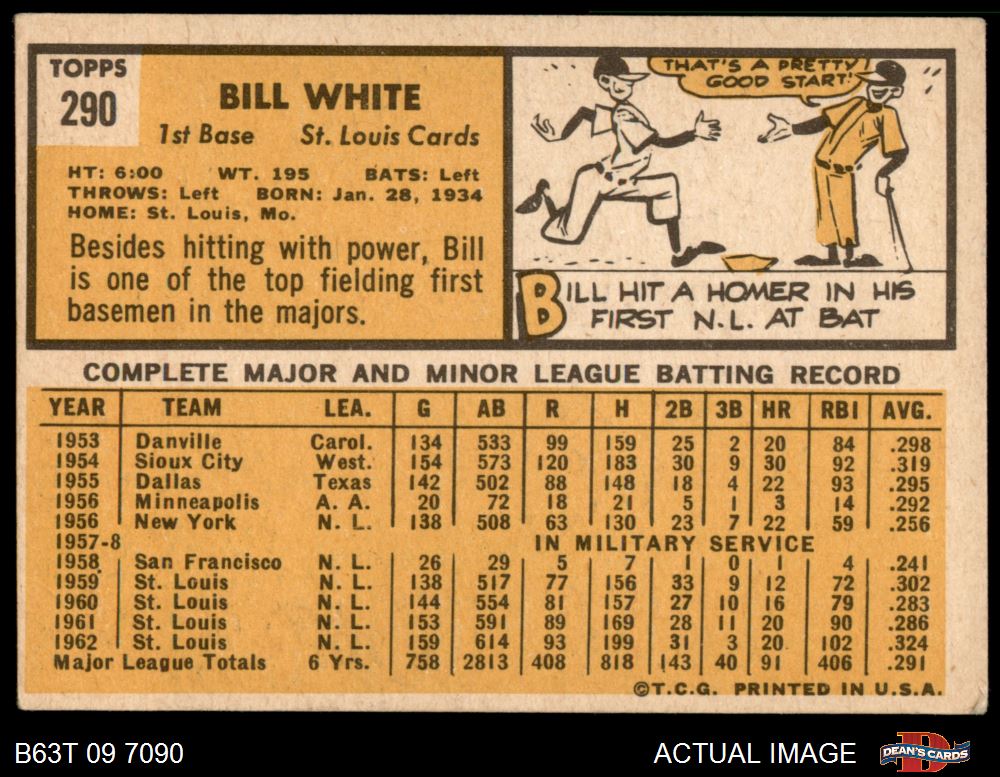 TOPPS
290
BILL WHITE
1st Base St. Louis Cards
HT: 6:00 WT. 195 BATS: Left
THROWS: Left BORN: Jan. 28, 1934
HOME: St. Louis, Mo.
Besides hitting with power, Bill
is one of the top fielding first
basemen in the majors.
THAT'S A PRETTY
GOOD START!
BILL HIT A HOMER IN HIS
FIRST N.L. AT BAT
COMPLETE MAJOR AND MINOR LEAGUE BATTING RECORD
YEAR TEAM LEA. G AB R H 2B 3B HR RBI AVG.
1953 Danville Carol. 134 533 99 159 25 2 20 84 .298
1954 Sioux City West. 154 573 120 183 30 9 30 92 .319
1955 Dallas Texas 142 502 88 148 18 4 22 93 .295
1956 Minneapolis A. A. 20 72 18 21 5 1 3 14 .292
1956 New York N. L. 138 508 63 130 23 7 22 59 .256
1957-8 IN MILITARY SERVICE
1958 San Francisco N. L. 26 29 5 7 1 0 1 4 .241
1959 St. Louis N. L. 138 517 77 156 33 9 12 72 .302
1960 St. Louis N. L. 144 554 81 157 27 10 16 79 .283
1961 St. Louis N. L. 153 591 89 169 28 11 20 90 .286
1962 St. Louis N. L. 159 614 93 199 31 3 20 102 .324
Major League Totals 6 Yrs. 758 2813 408 818 143 40 91 406 .291
©T.C.G. PRINTED IN U.S.A.
B63T 09 7090 ACTUAL IMAGE
D
DEAN'S CARDS